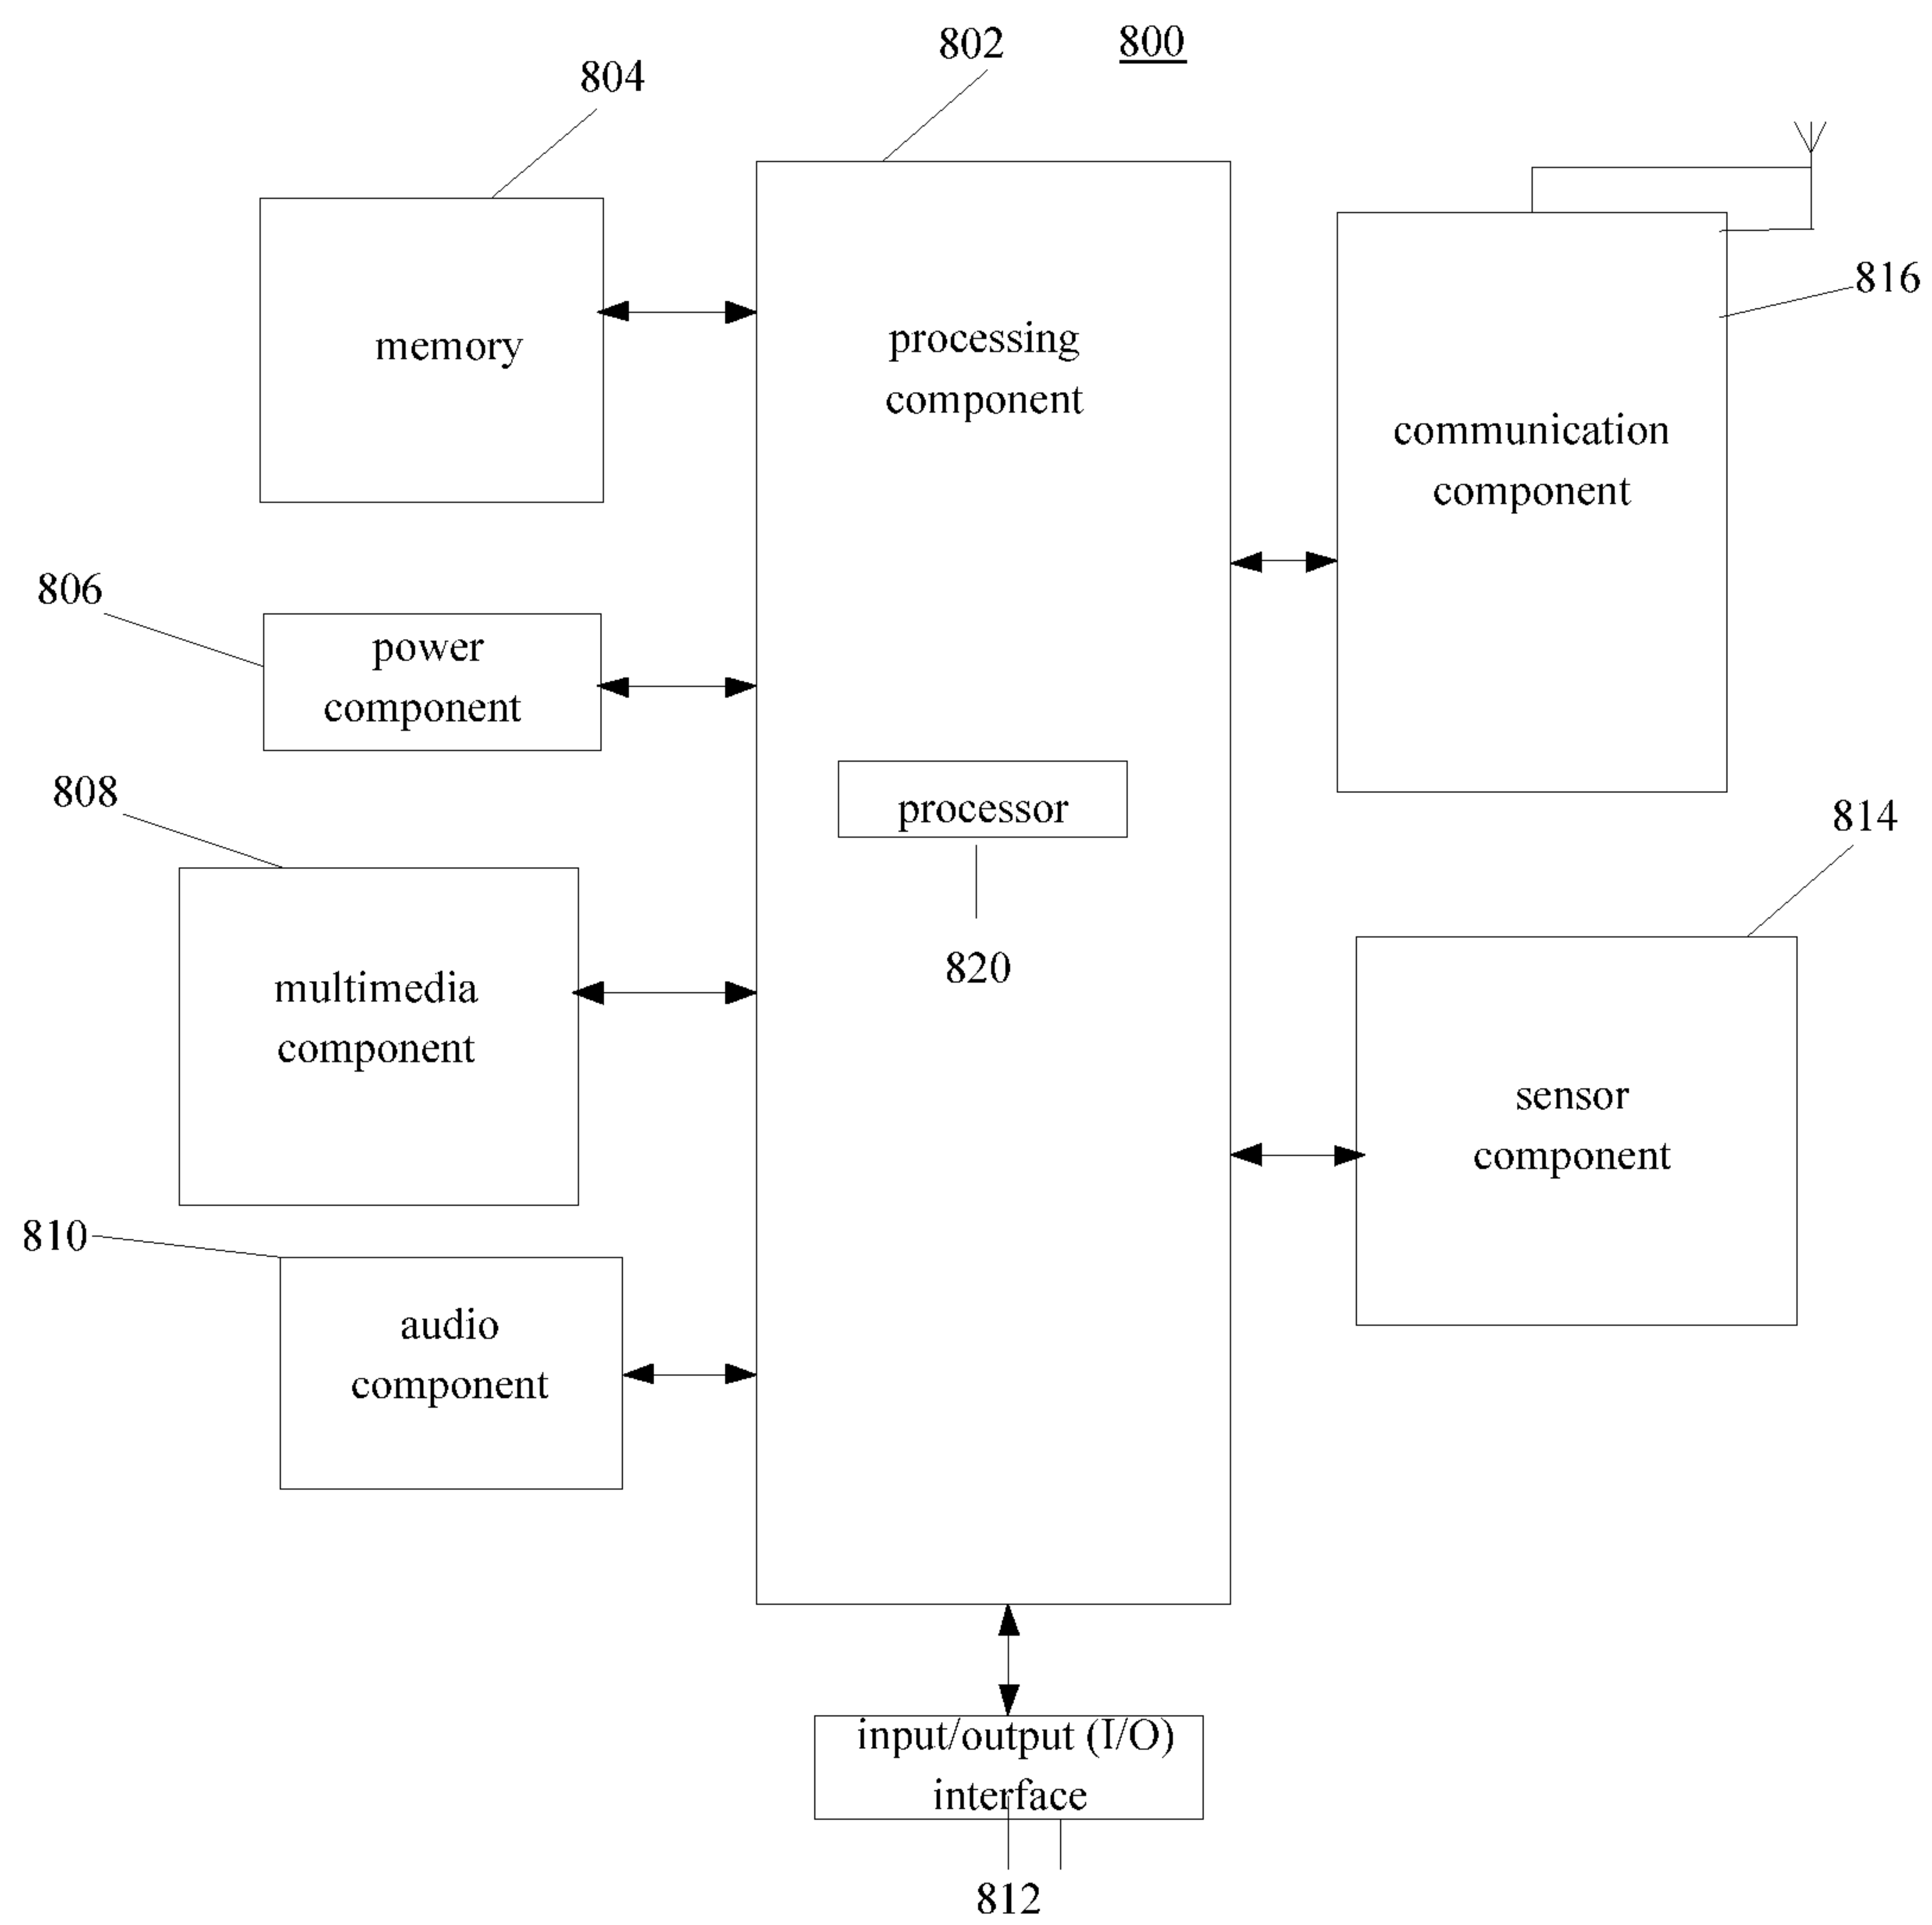 802
800
804
816
memory
processing
component
communication
component
806
power
component
808
processor
814
820
multimedia
component
sensor
component
810
audio
component
input/output (I/O)
interface
812